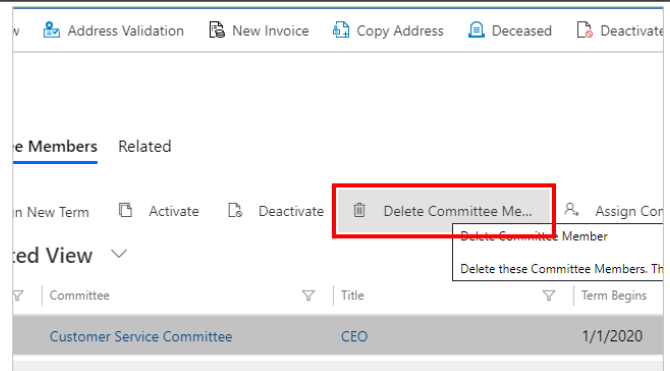 Address Validation New Invoice Copy Address Deceased Deactivate
e Members Related
n New Term Activate Deactivate Delete Committee Me... Assign Com
ed View
Delete Committee Member
Delete these Committee Members. Th
Committee Title Term Begins
Customer Service Committee CEO 1/1/2020